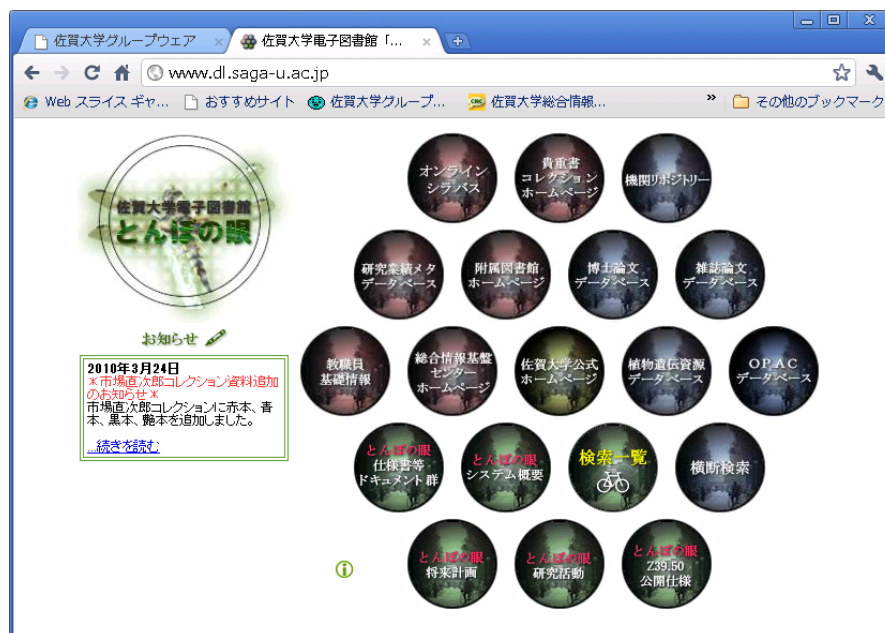 佐賀大学グループウェア
佐賀大学電子図書館「...
www.dl.saga-u.ac.jp
Web スライス ギャ...
おすすめサイト
佐賀大学グループ...
佐賀大学総合情報...
»
その他のブックマーク
佐賀大学電子図書館
とんぼの眼
お知らせ
2010年3月24日
*市場直次郎コレクション資料追加
のお知らせ*
市場直次郎コレクションに赤本、青
本、黒本、艶本を追加しました。
...続きを読む
オンライン
シラバス
貴重書
コレクション
ホームページ
機関リポジトリー
研究業績メタ
データベース
附属図書館
ホームページ
博士論文
データベース
雑誌論文
データベース
教職員
基礎情報
総合情報基盤
センター
ホームページ
佐賀大学公式
ホームページ
植物遺伝資源
データベース
OPAC
データベース
とんぼの眼
仕様書等
ドキュメント群
とんぼの眼
システム概要
検索一覧
横断検索
とんぼの眼
将来計画
とんぼの眼
研究活動
とんぼの眼
Z39.50
公開仕様